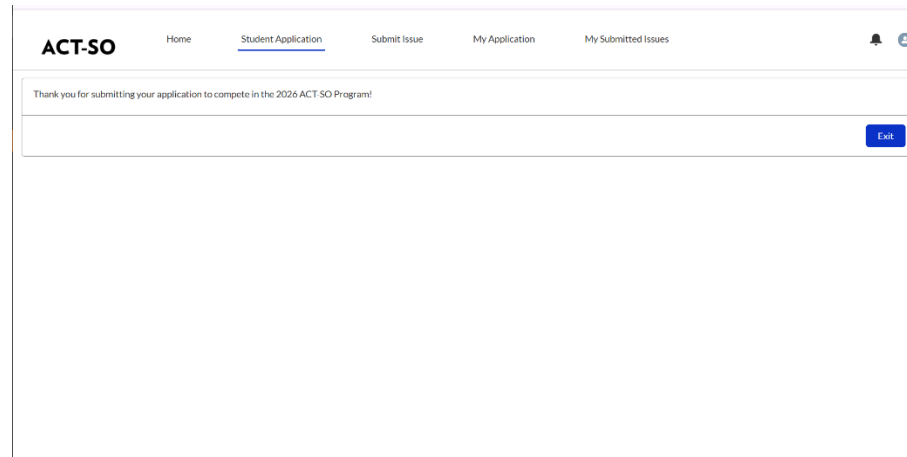 ACT-SO
Home Student Application Submit Issue My Application My Submitted Issues
Thank you for submitting your application to compete in the 2026 ACT-SO Program!
Exit